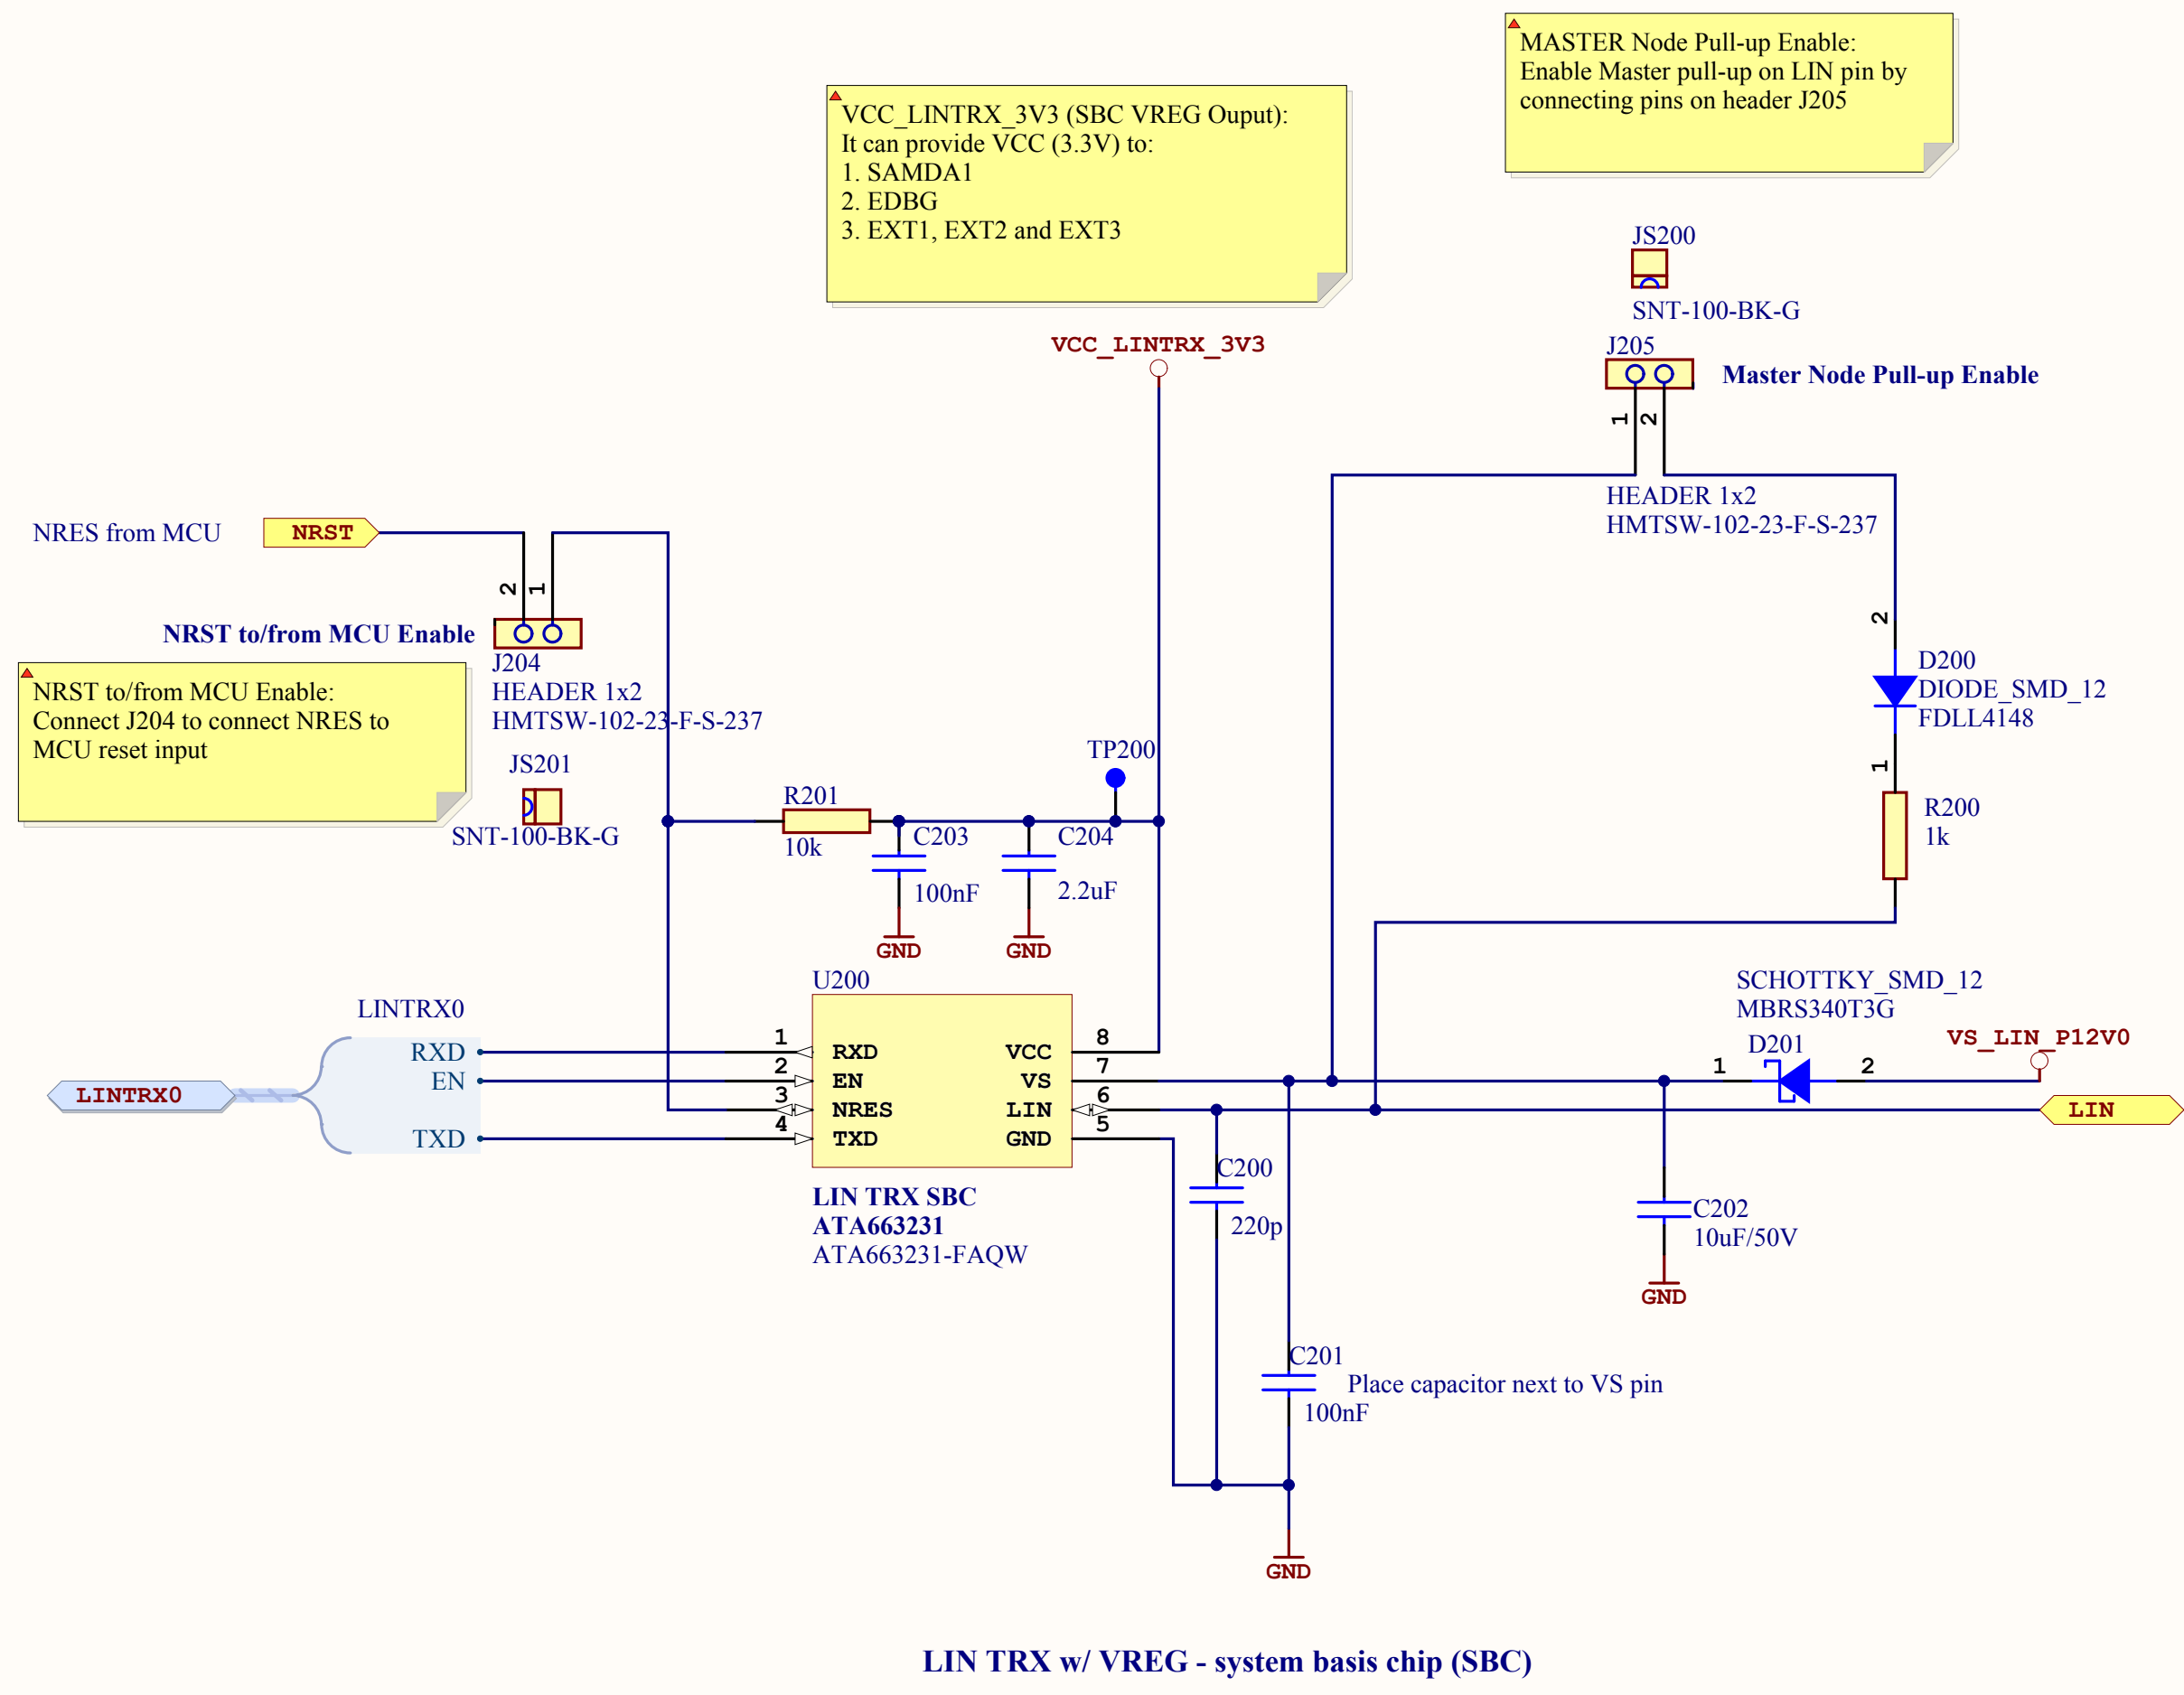 MASTER Node Pull-up Enable:
Enable Master pull-up on LIN pin by
connecting pins on header J205
VCC_LINTRX_3V3 (SBC VREG Ouput):
It can provide VCC (3.3V) to:
1. SAMDA1
2. EDBG
3. EXT1, EXT2 and EXT3
JS200
SNT-100-BK-G
VCC_LINTRX_3V3
J205
Master Node Pull-up Enable
1
2
HEADER 1x2
HMTSW-102-23-F-S-237
NRES from MCU
NRST
2
1
NRST to/from MCU Enable
J204
HEADER 1x2
HMTSW-102-23-F-S-237
NRST to/from MCU Enable:
Connect J204 to connect NRES to
MCU reset input
JS201
SNT-100-BK-G
2
D200
DIODE_SMD_12
FDLL4148
1
R200
1k
TP200
R201
10k
C203
100nF
GND
C204
2.2uF
GND
U200
LINTRX0
LINTRX0
RXD
EN
TXD
1
2
3
4
RXD
EN
NRES
TXD
VCC
VS
LIN
GND
8
7
6
5
LIN TRX SBC
ATA663231
ATA663231-FAQW
SCHOTTKY_SMD_12
MBRS340T3G
D201
1
2
VS_LIN_P12V0
LIN
C200
220p
C202
10uF/50V
GND
C201
Place capacitor next to VS pin
100nF
GND
LIN TRX w/ VREG - system basis chip (SBC)